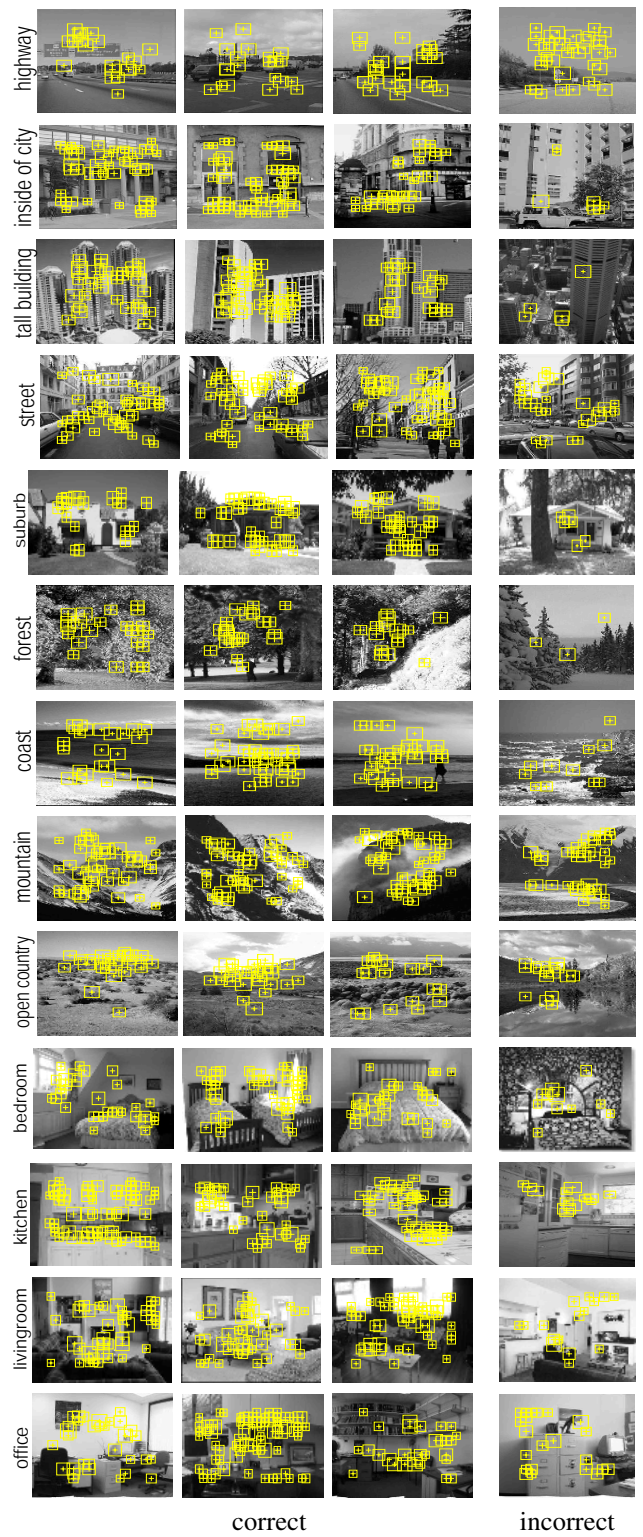 highway
inside of city
tall building
street
suburb
forest
coast
mountain
open country
bedroom
kitchen
livingroom
office
correct
incorrect